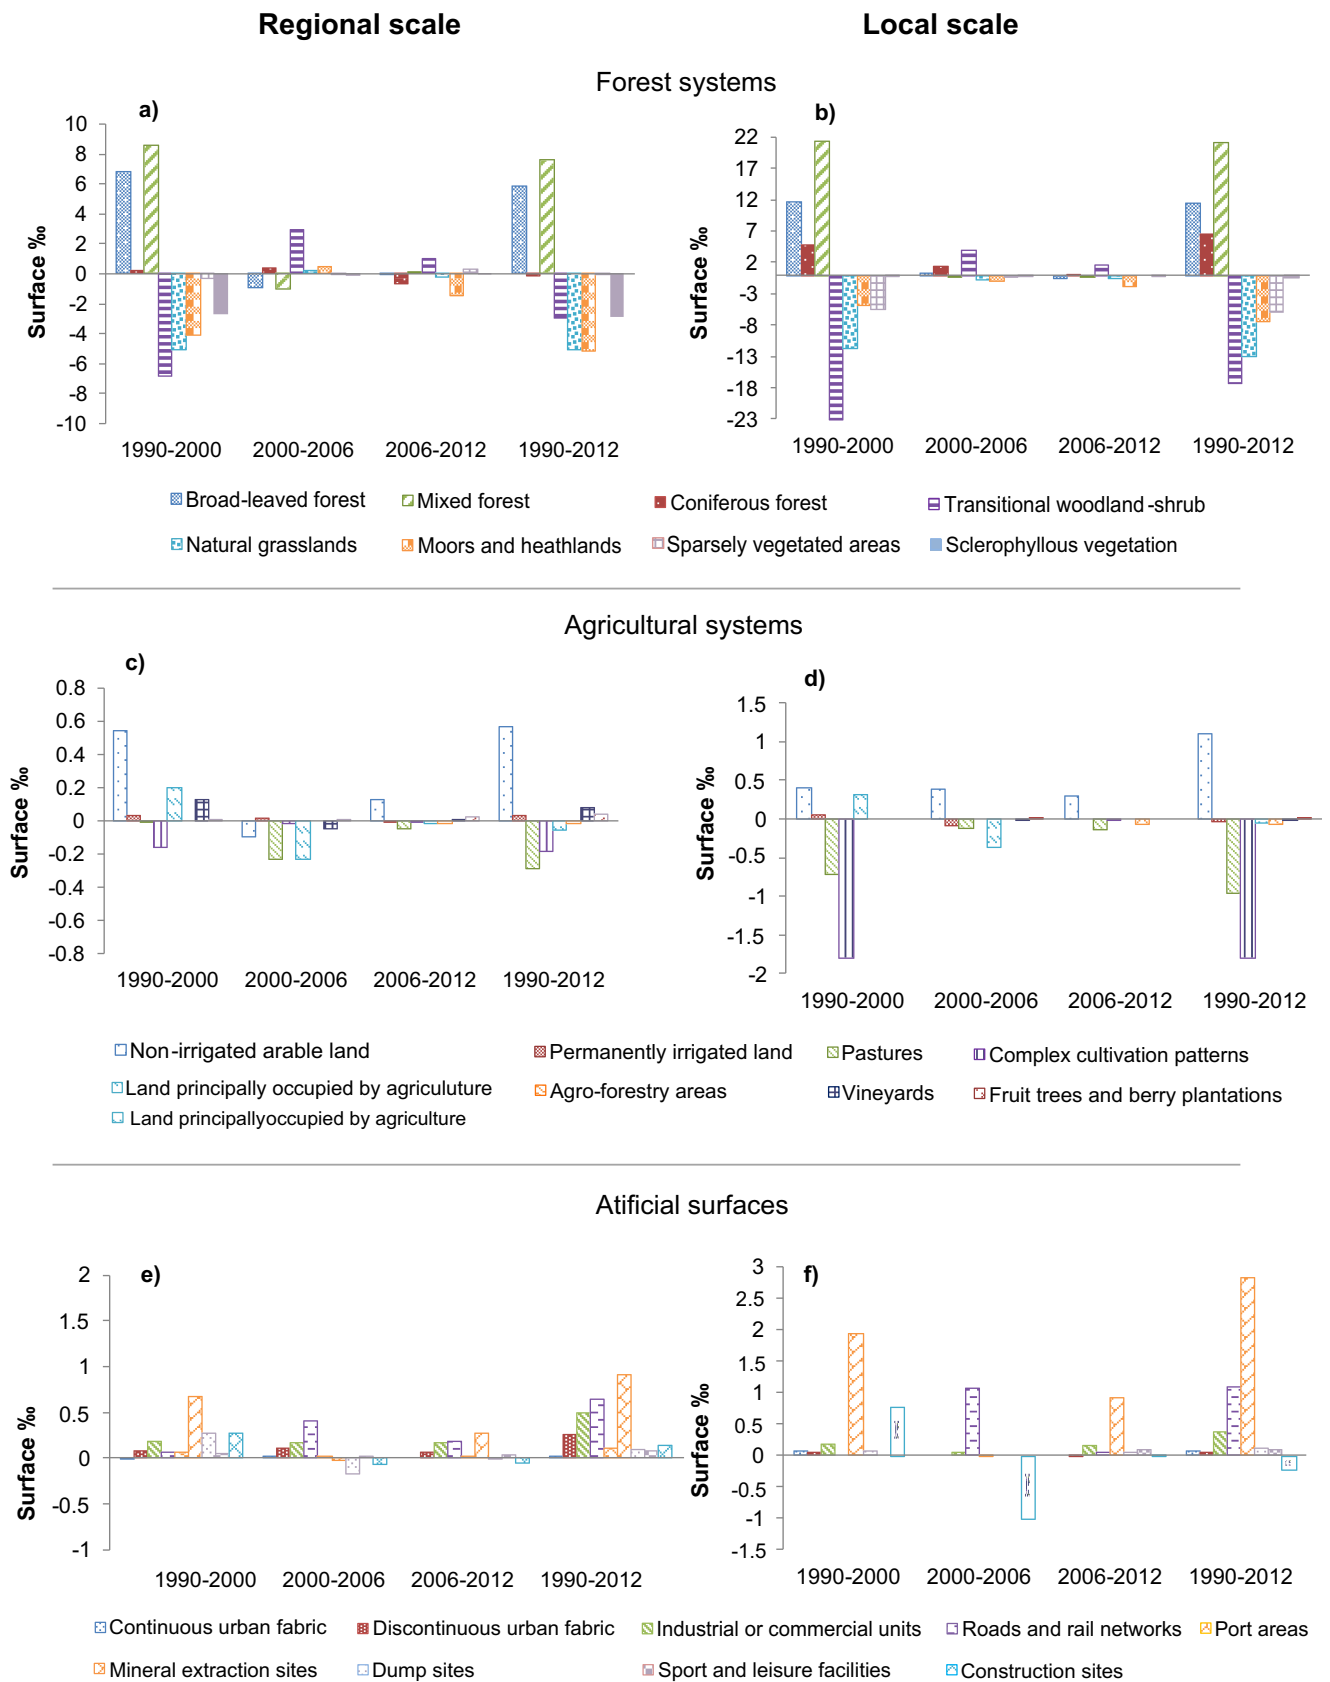 Regional scale Local scale
Forest systems
a) b)
Surface ‰
10
8
6
4
2
0
-2
-4
-6
-8
-10
1990-2000 2000-2006 2006-2012 1990-2012
Surface ‰
22
17
12
7
2
-3
-8
-13
-18
-23
1990-2000 2000-2006 2006-2012 1990-2012
Broad-leaved forest Mixed forest Coniferous forest Transitional woodland-shrub
Natural grasslands Moors and heathlands Sparsely vegetated areas Sclerophyllous vegetation
Agricultural systems
c) d)
Surface ‰
0.8
0.6
0.4
0.2
0
-0.2
-0.4
-0.6
-0.8
1990-2000 2000-2006 2006-2012 1990-2012
Surface ‰
1.5
1
0.5
0
-0.5
-1
-1.5
-2
1990-2000 2000-2006 2006-2012 1990-2012
Non-irrigated arable land Permanently irrigated land Pastures Complex cultivation patterns
Land principally occupied by agriculuture Agro-forestry areas Vineyards Fruit trees and berry plantations
Land principallyoccupied by agriculture
Atificial surfaces
e) f)
Surface ‰
2
1.5
1
0.5
0
-0.5
-1
1990-2000 2000-2006 2006-2012 1990-2012
Surface ‰
3
2.5
2
1.5
1
0.5
0
-0.5
-1
-1.5
1990-2000 2000-2006 2006-2012 1990-2012
Continuous urban fabric Discontinuous urban fabric Industrial or commercial units Roads and rail networks Port areas
Mineral extraction sites Dump sites Sport and leisure facilities Construction sites